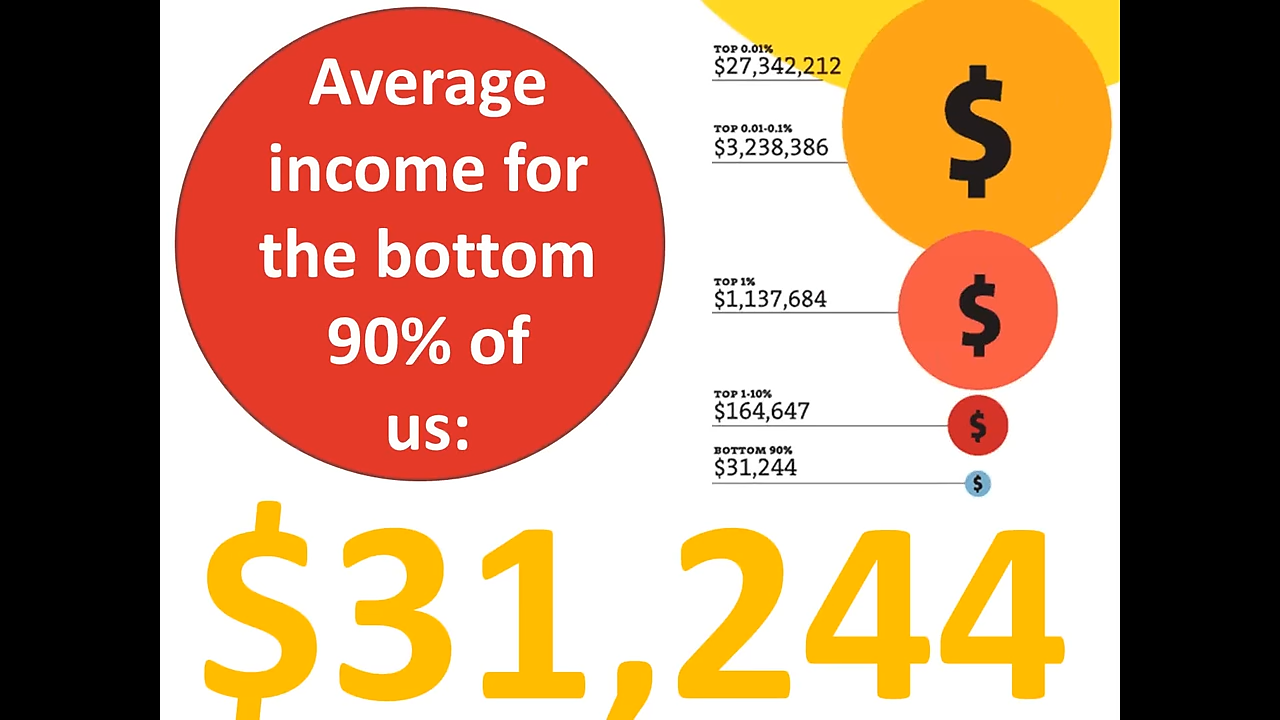 Average
income for
the bottom
90% of
us:
TOP 0.01%
$27,342,212
TOP 0.01-0.1%
$3,238,386
$
TOP 1%
$1,137,684
$
TOP 1-10%
$164,647
$
BOTTOM 90%
$31,244
$
$31,244